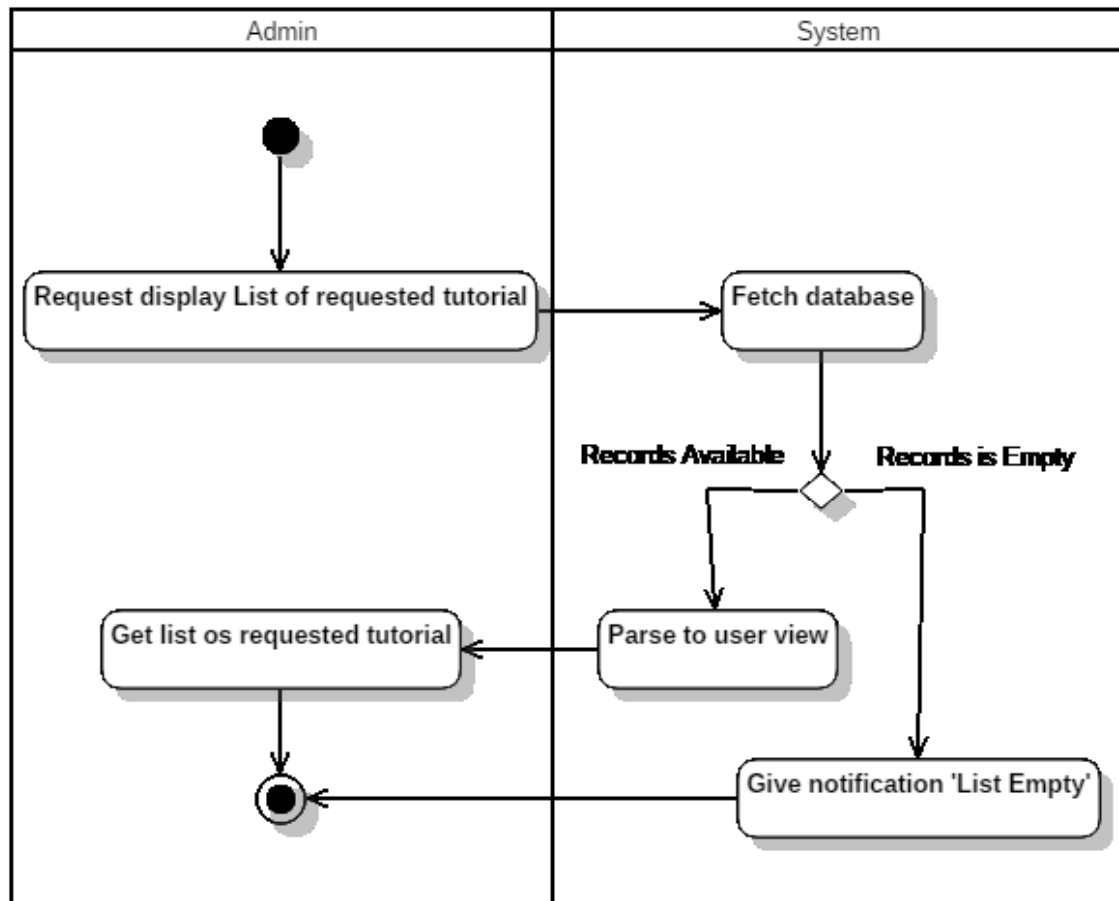 Admin
System
Request display List of requested tutorial
Fetch database
Records Available
Records is Empty
Get list os requested tutorial
Parse to user view
Give notification 'List Empty'